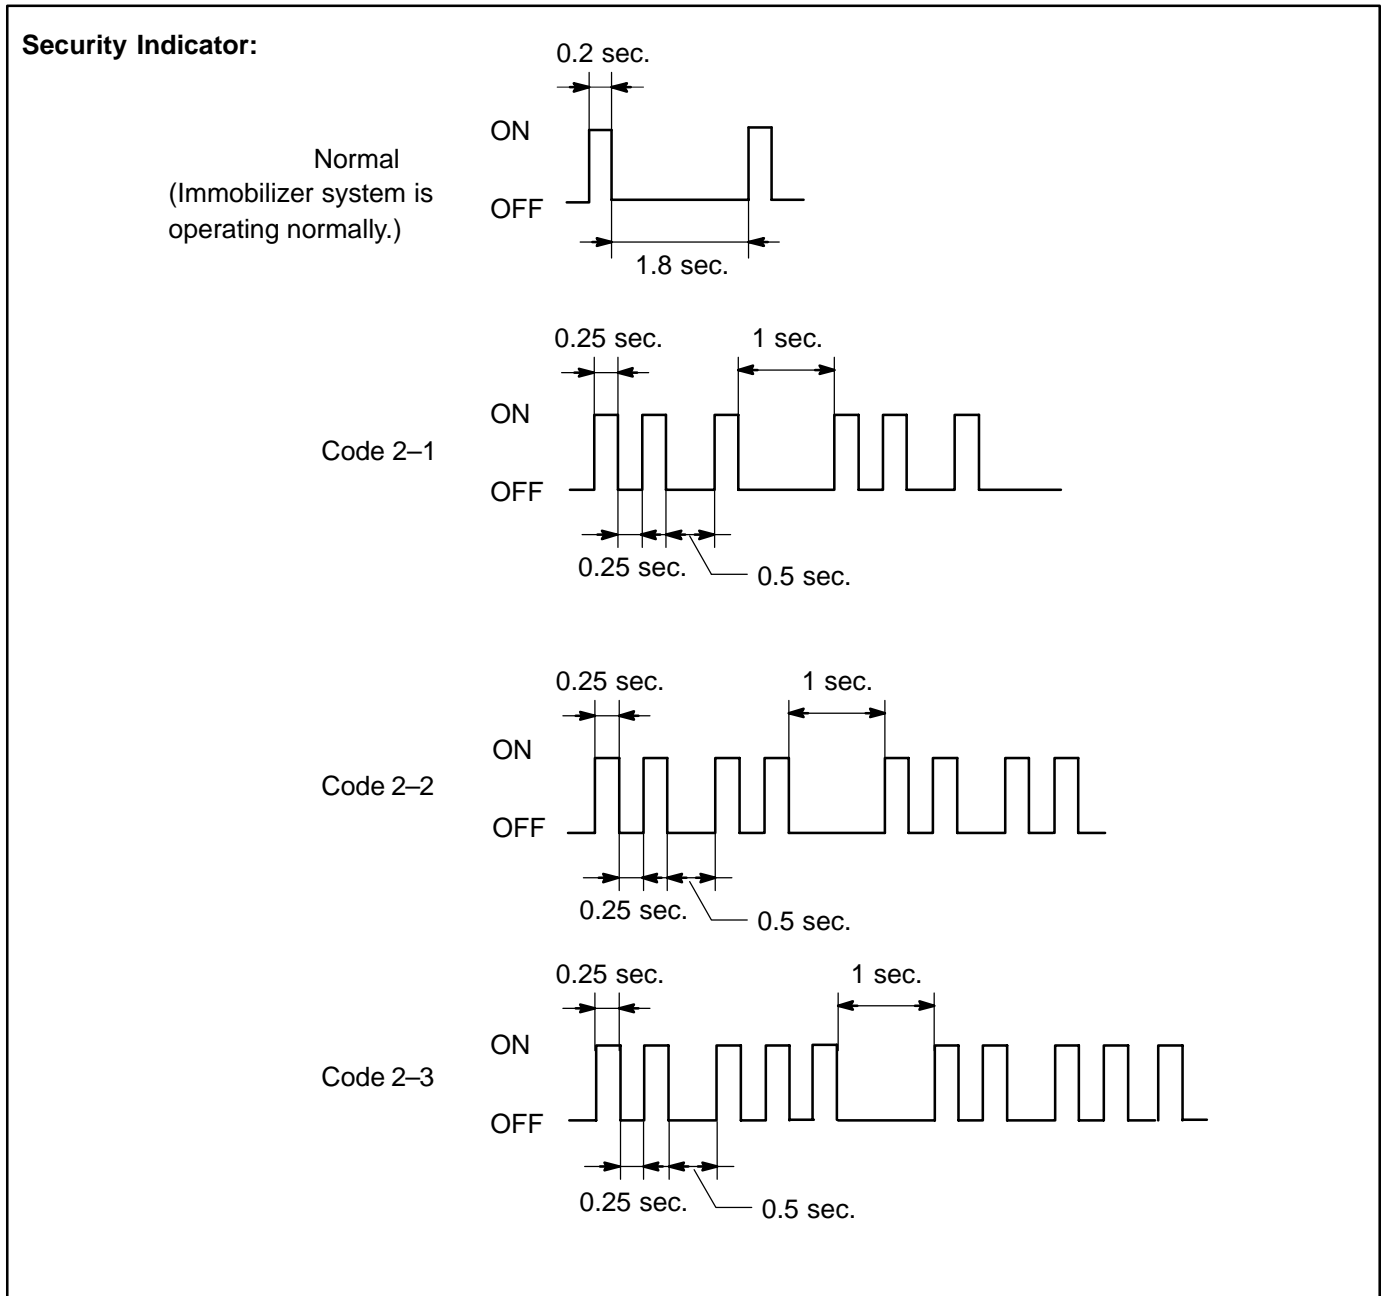 Security Indicator:
0.2 sec.
ON
Normal
(Immobilizer system is
operating normally.)
OFF
1.8 sec.
0.25 sec.
1 sec.
ON
Code 2–1
OFF
0.25 sec.
0.5 sec.
0.25 sec.
1 sec.
ON
Code 2–2
OFF
0.25 sec.
0.5 sec.
0.25 sec.
1 sec.
ON
Code 2–3
OFF
0.25 sec.
0.5 sec.